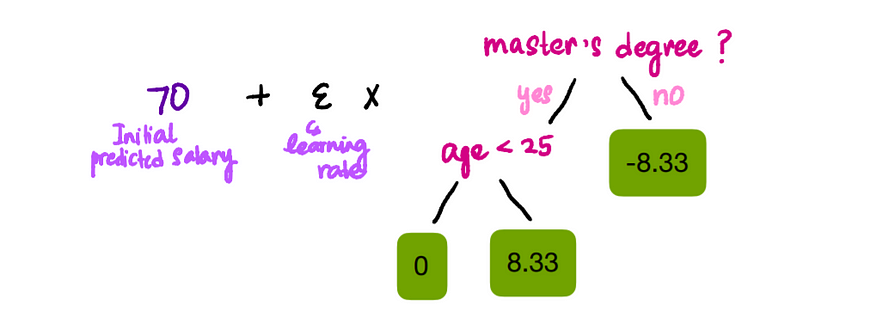 master's degree ?
70 + ε x
yes
no
Initial
predicted salary
learning
rate
age < 25
-8.33
0
8.33